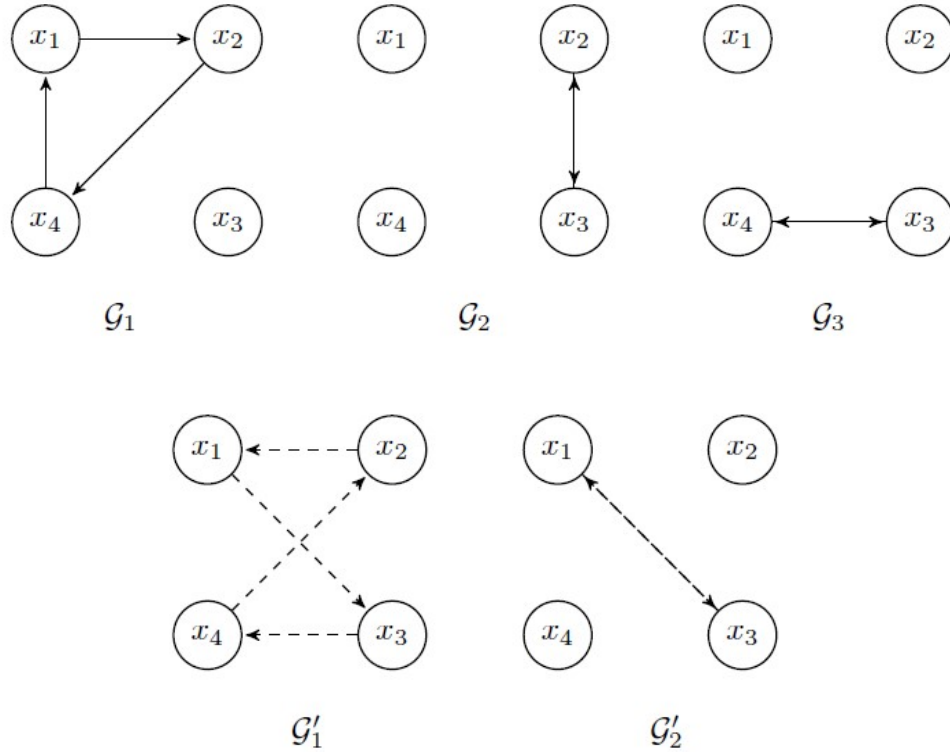 x₁ x₂ x₁ x₂ x₁ x₂
x₄ x₃ x₄ x₃ x₄ x₃
𝒢₁ 𝒢₂ 𝒢₃
x₁ x₂ x₁ x₂
x₄ x₃ x₄ x₃
𝒢′₁ 𝒢′₂